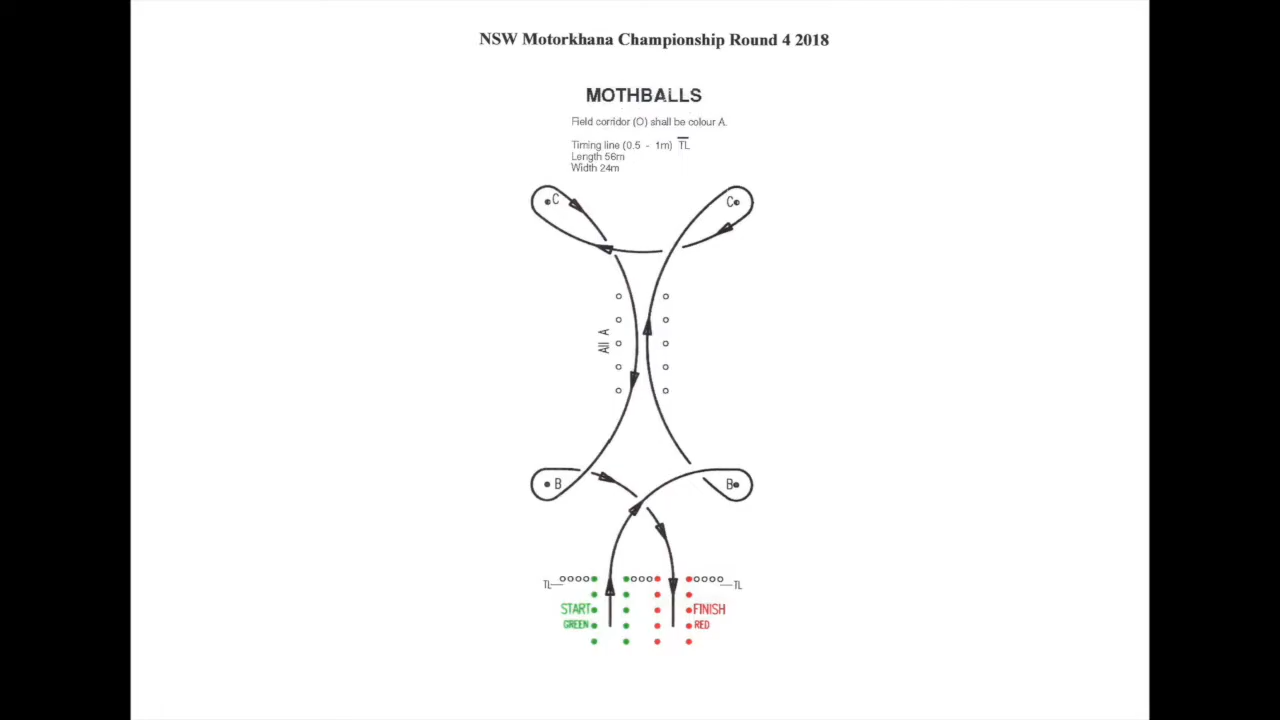 NSW Motorkhana Championship Round 4 2018
MOTHBALLS
Field corridor (O) shall be colour A.
Timing line (0.5 - 1m) TL
Length 56m
Width 24m
C
C
All A
B
B
TL
TL
START
FINISH
GREEN
RED